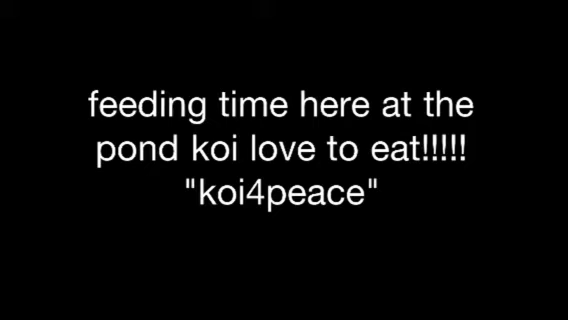 feeding time here at the
pond koi love to eat!!!!!
"koi4peace"